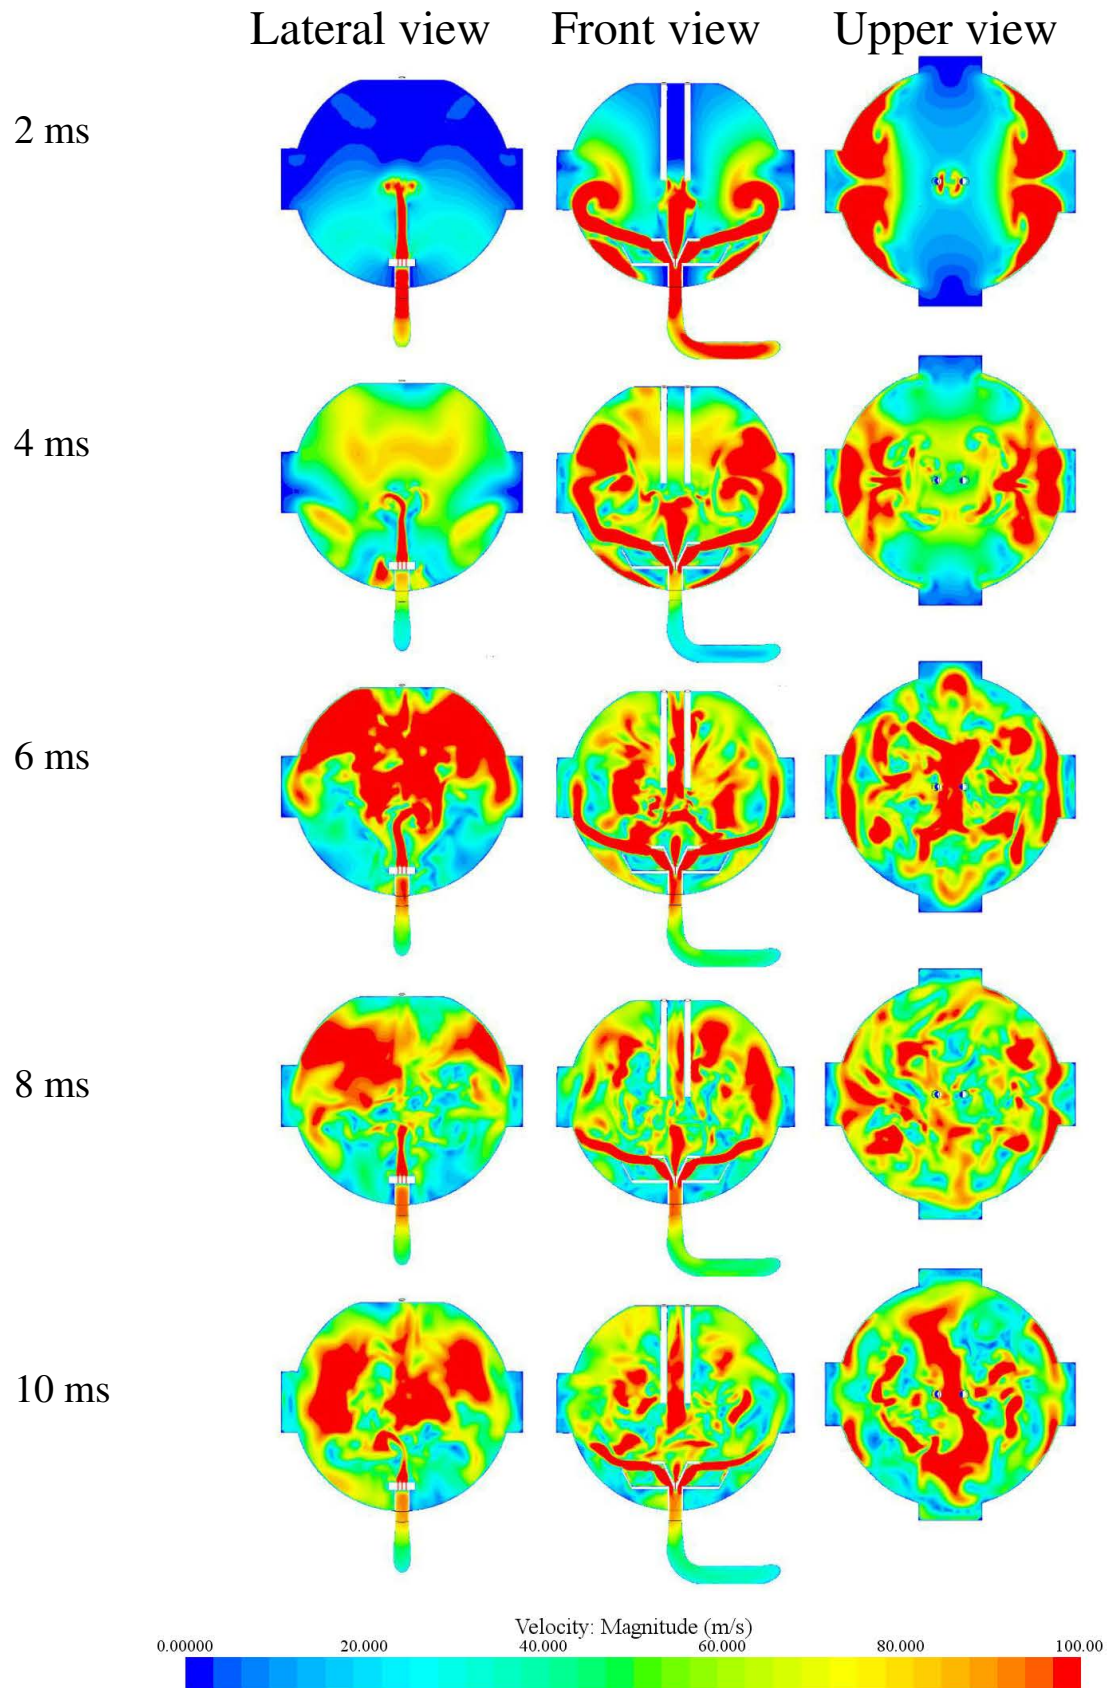 Lateral view Front view Upper view
2 ms
4 ms
6 ms
8 ms
10 ms
Velocity: Magnitude (m/s)
0.00000 20.000 40.000 60.000 80.000 100.00